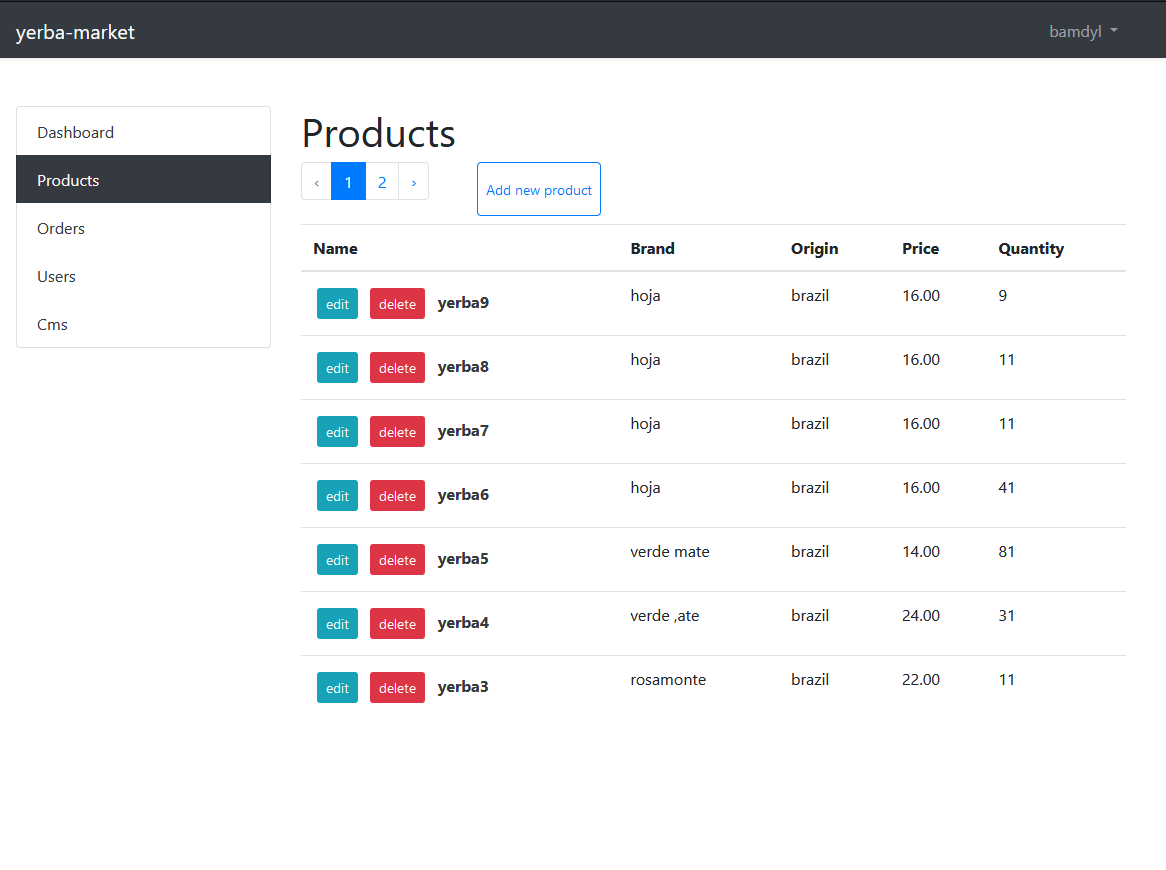 yerba-market bamdyl
Dashboard
Products
Orders
Users
Cms
Products
‹ 1 2 › Add new product
Name Brand Origin Price Quantity
edit delete yerba9 hoja brazil 16.00 9
edit delete yerba8 hoja brazil 16.00 11
edit delete yerba7 hoja brazil 16.00 11
edit delete yerba6 hoja brazil 16.00 41
edit delete yerba5 verde mate brazil 14.00 81
edit delete yerba4 verde ,ate brazil 24.00 31
edit delete yerba3 rosamonte brazil 22.00 11